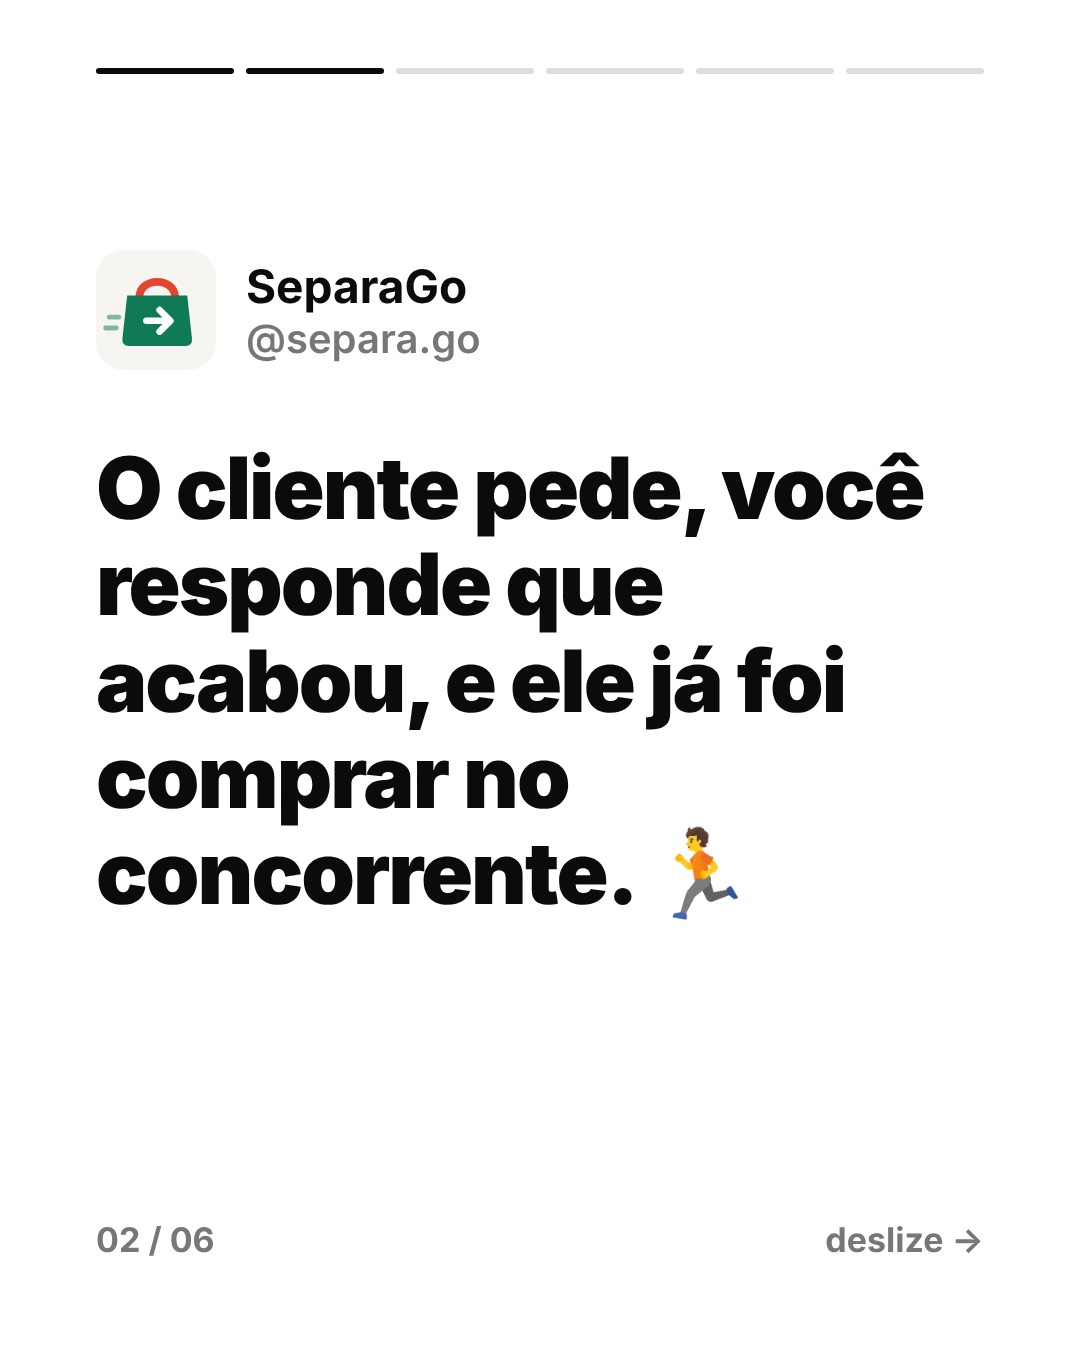 SeparaGo
@separa.go
O cliente pede, você
responde que
acabou, e ele já foi
comprar no
concorrente. 🏃
02 / 06
deslize →